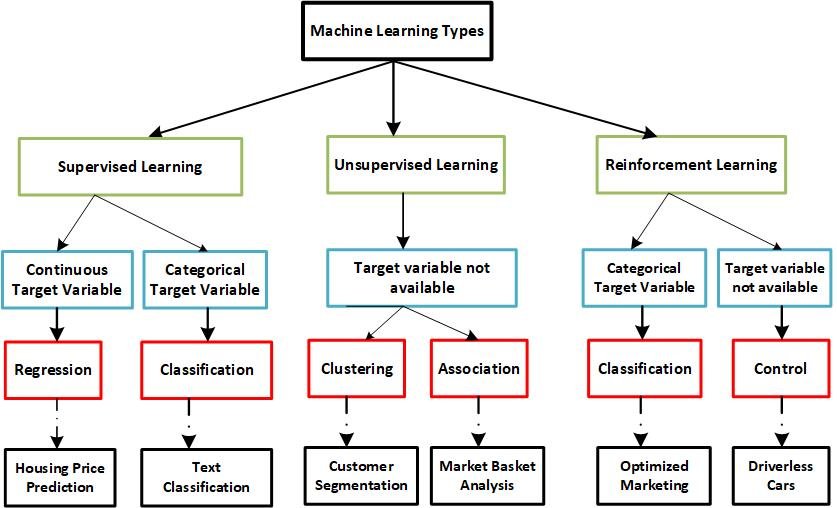 Machine Learning Types
Supervised Learning
Unsupervised Learning
Reinforcement Learning
Continuous
Target Variable
Categorical
Target Variable
Target variable not
available
Categorical
Target Variable
Target variable
not available
Regression
Classification
Clustering
Association
Classification
Control
Housing Price
Prediction
Text
Classification
Customer
Segmentation
Market Basket
Analysis
Optimized
Marketing
Driverless
Cars